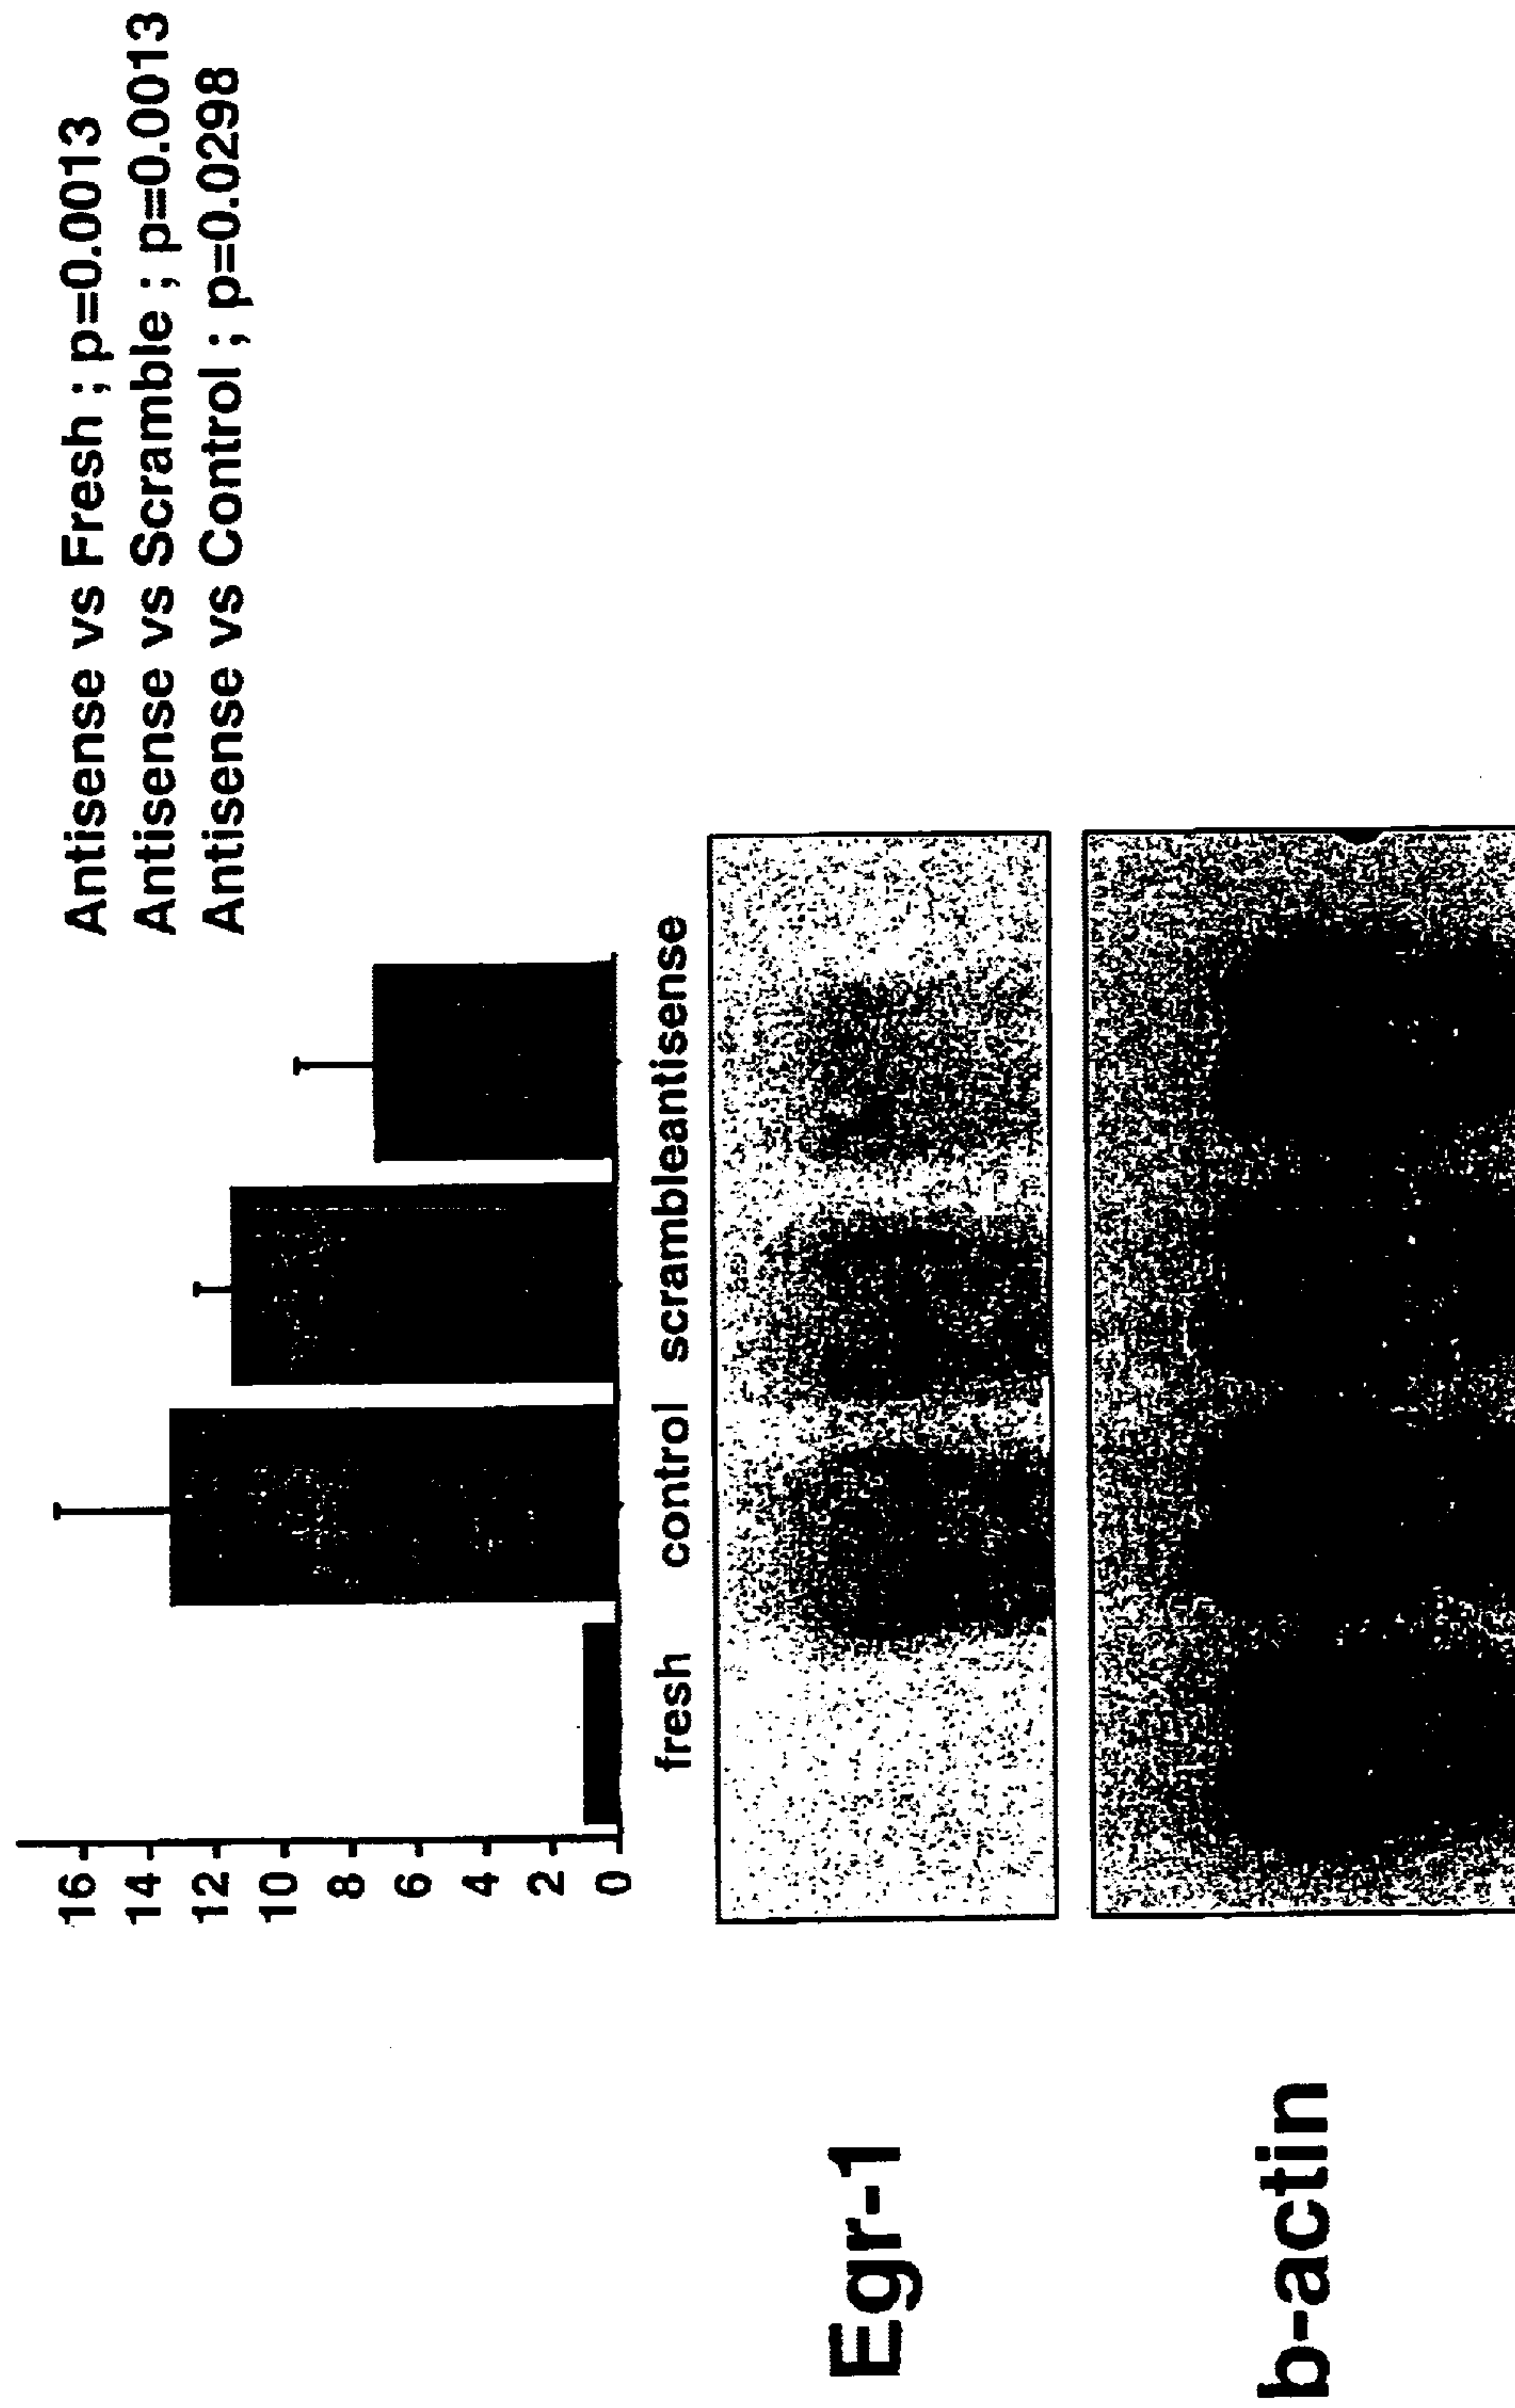 Antisense vs Fresh ; p=0.0013
Antisense vs Scramble ; p=0.0013
Antisense vs Control ; p=0.0298
16
14
12
10
8
6
4
2
0
fresh control scrambleantisense
Egr-1
b-actin